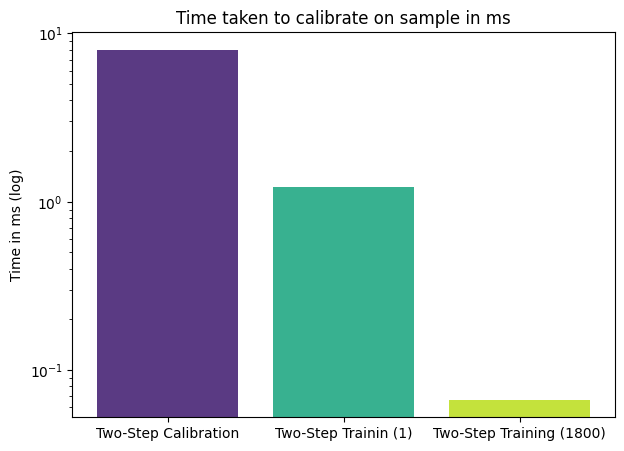 Time taken to calibrate on sample in ms
10¹
10⁰
10⁻¹
Time in ms (log)
Two-Step Calibration
Two-Step Trainin (1)
Two-Step Training (1800)